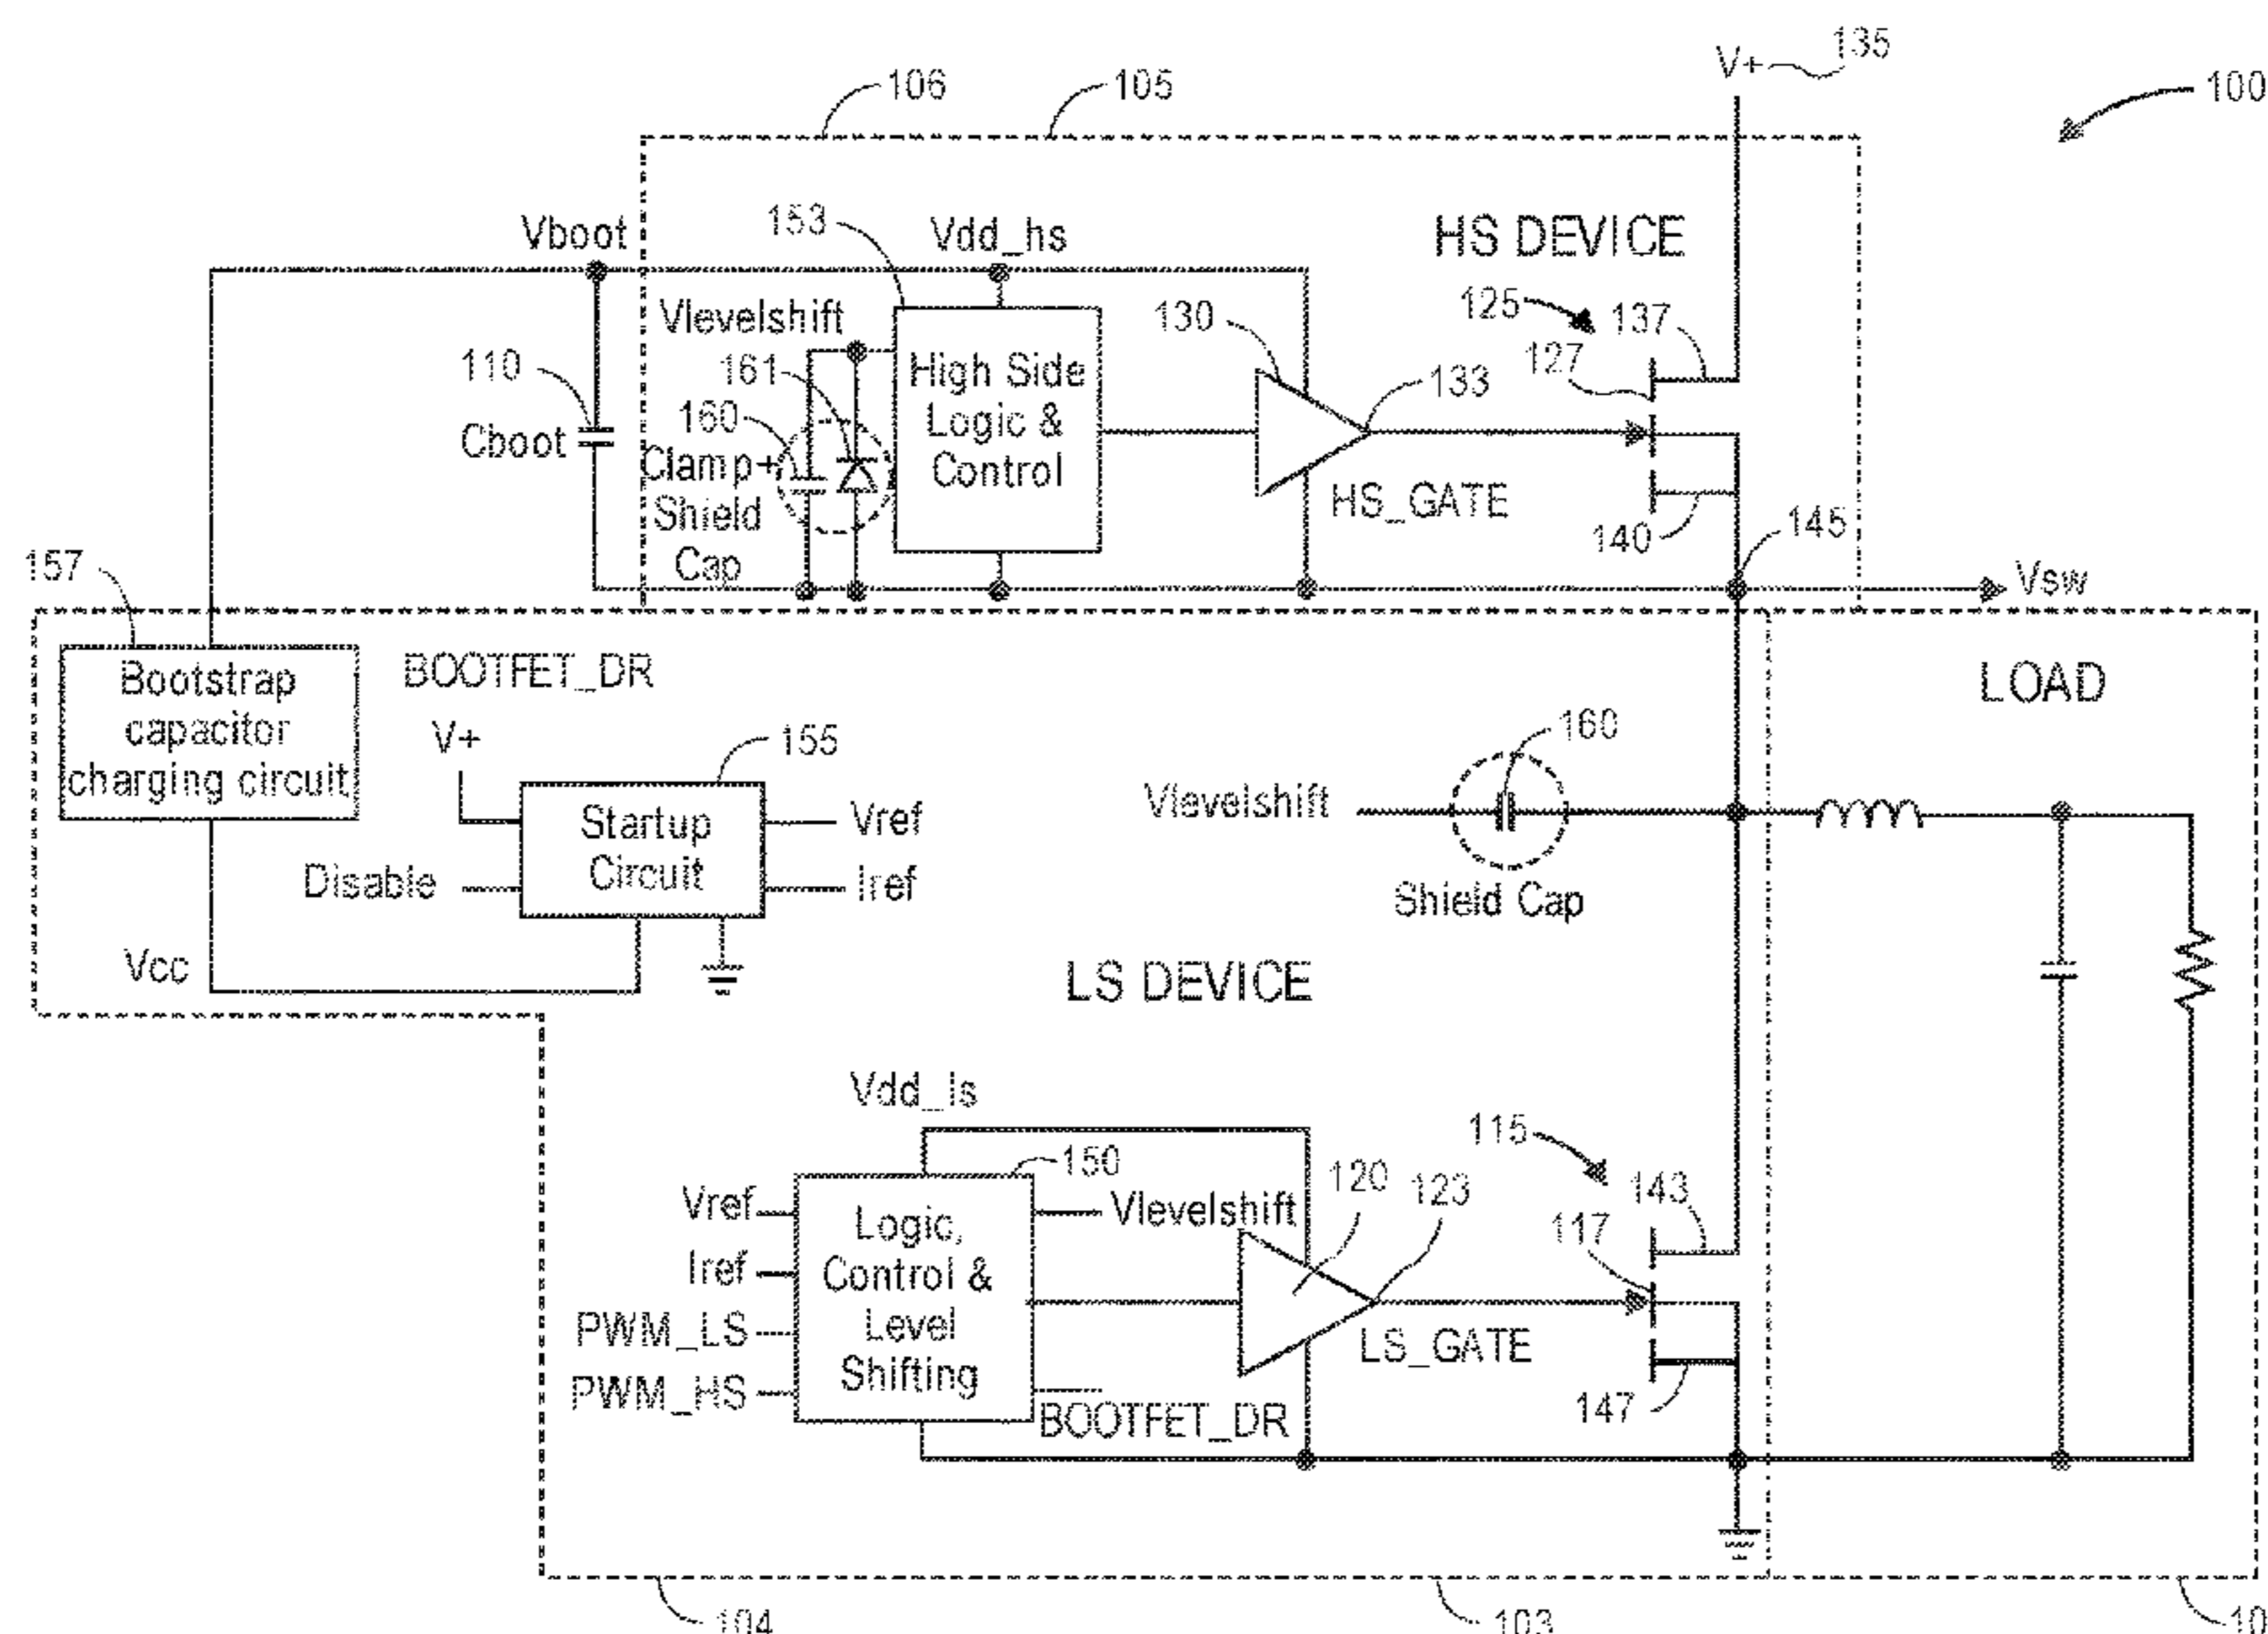 V+ 135
100
106
105
153
Vboot
Vdd_hs
HS DEVICE
Vlevelshift
125
137
127
130
133
110
161
160
Cboot
High Side
Logic &
Control
Clamp+
Shield
Cap
HS_GATE
140
145
Vsw
157
Bootstrap
capacitor
charging circuit
BOOTFET_DR
LOAD
V+
155
160
Startup
Circuit
Vref
Iref
Disable
Vlevelshift
Shield Cap
Vcc
LS DEVICE
Vdd_ls
150
115
120
123
143
117
Vref
Iref
PWM_LS
PWM_HS
Logic,
Control &
Level
Shifting
Vlevelshift
LS_GATE
BOOTFET_DR
147
104
103